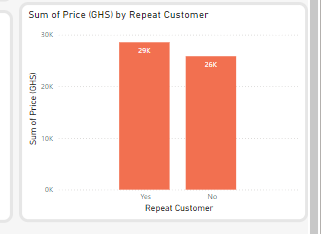 Sum of Price (GHS) by Repeat Customer
30K
29K
26K
20K
10K
0K
Sum of Price (GHS)
Yes No
Repeat Customer